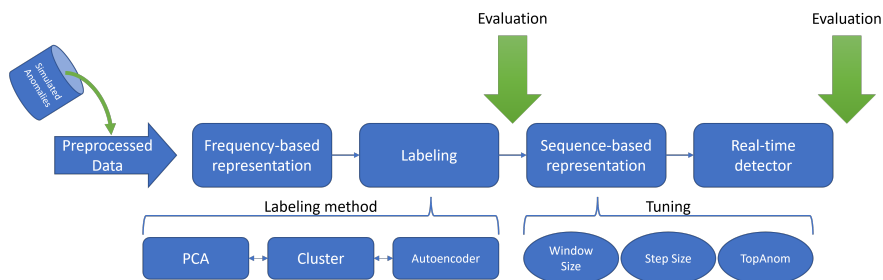 Evaluation
Evaluation
Simulated
Anomalies
Preprocessed
Data
Frequency-based
representation
Labeling
Sequence-based
representation
Real-time
detector
Labeling method
Tuning
PCA
Cluster
Autoencoder
Window
Size
Step Size
TopAnom